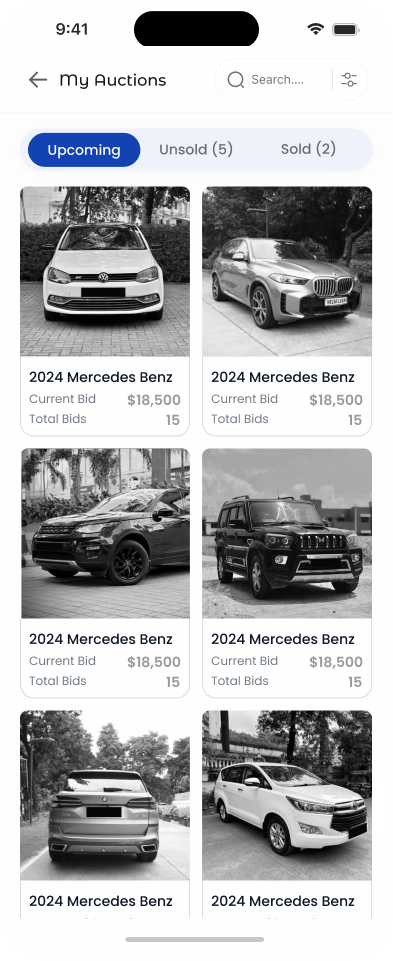 9:41
My Auctions
Search....
Upcoming
Unsold (5)
Sold (2)
2024 Mercedes Benz
Current Bid $18,500
Total Bids 15
2024 Mercedes Benz
Current Bid $18,500
Total Bids 15
2024 Mercedes Benz
Current Bid $18,500
Total Bids 15
2024 Mercedes Benz
Current Bid $18,500
Total Bids 15
2024 Mercedes Benz
2024 Mercedes Benz